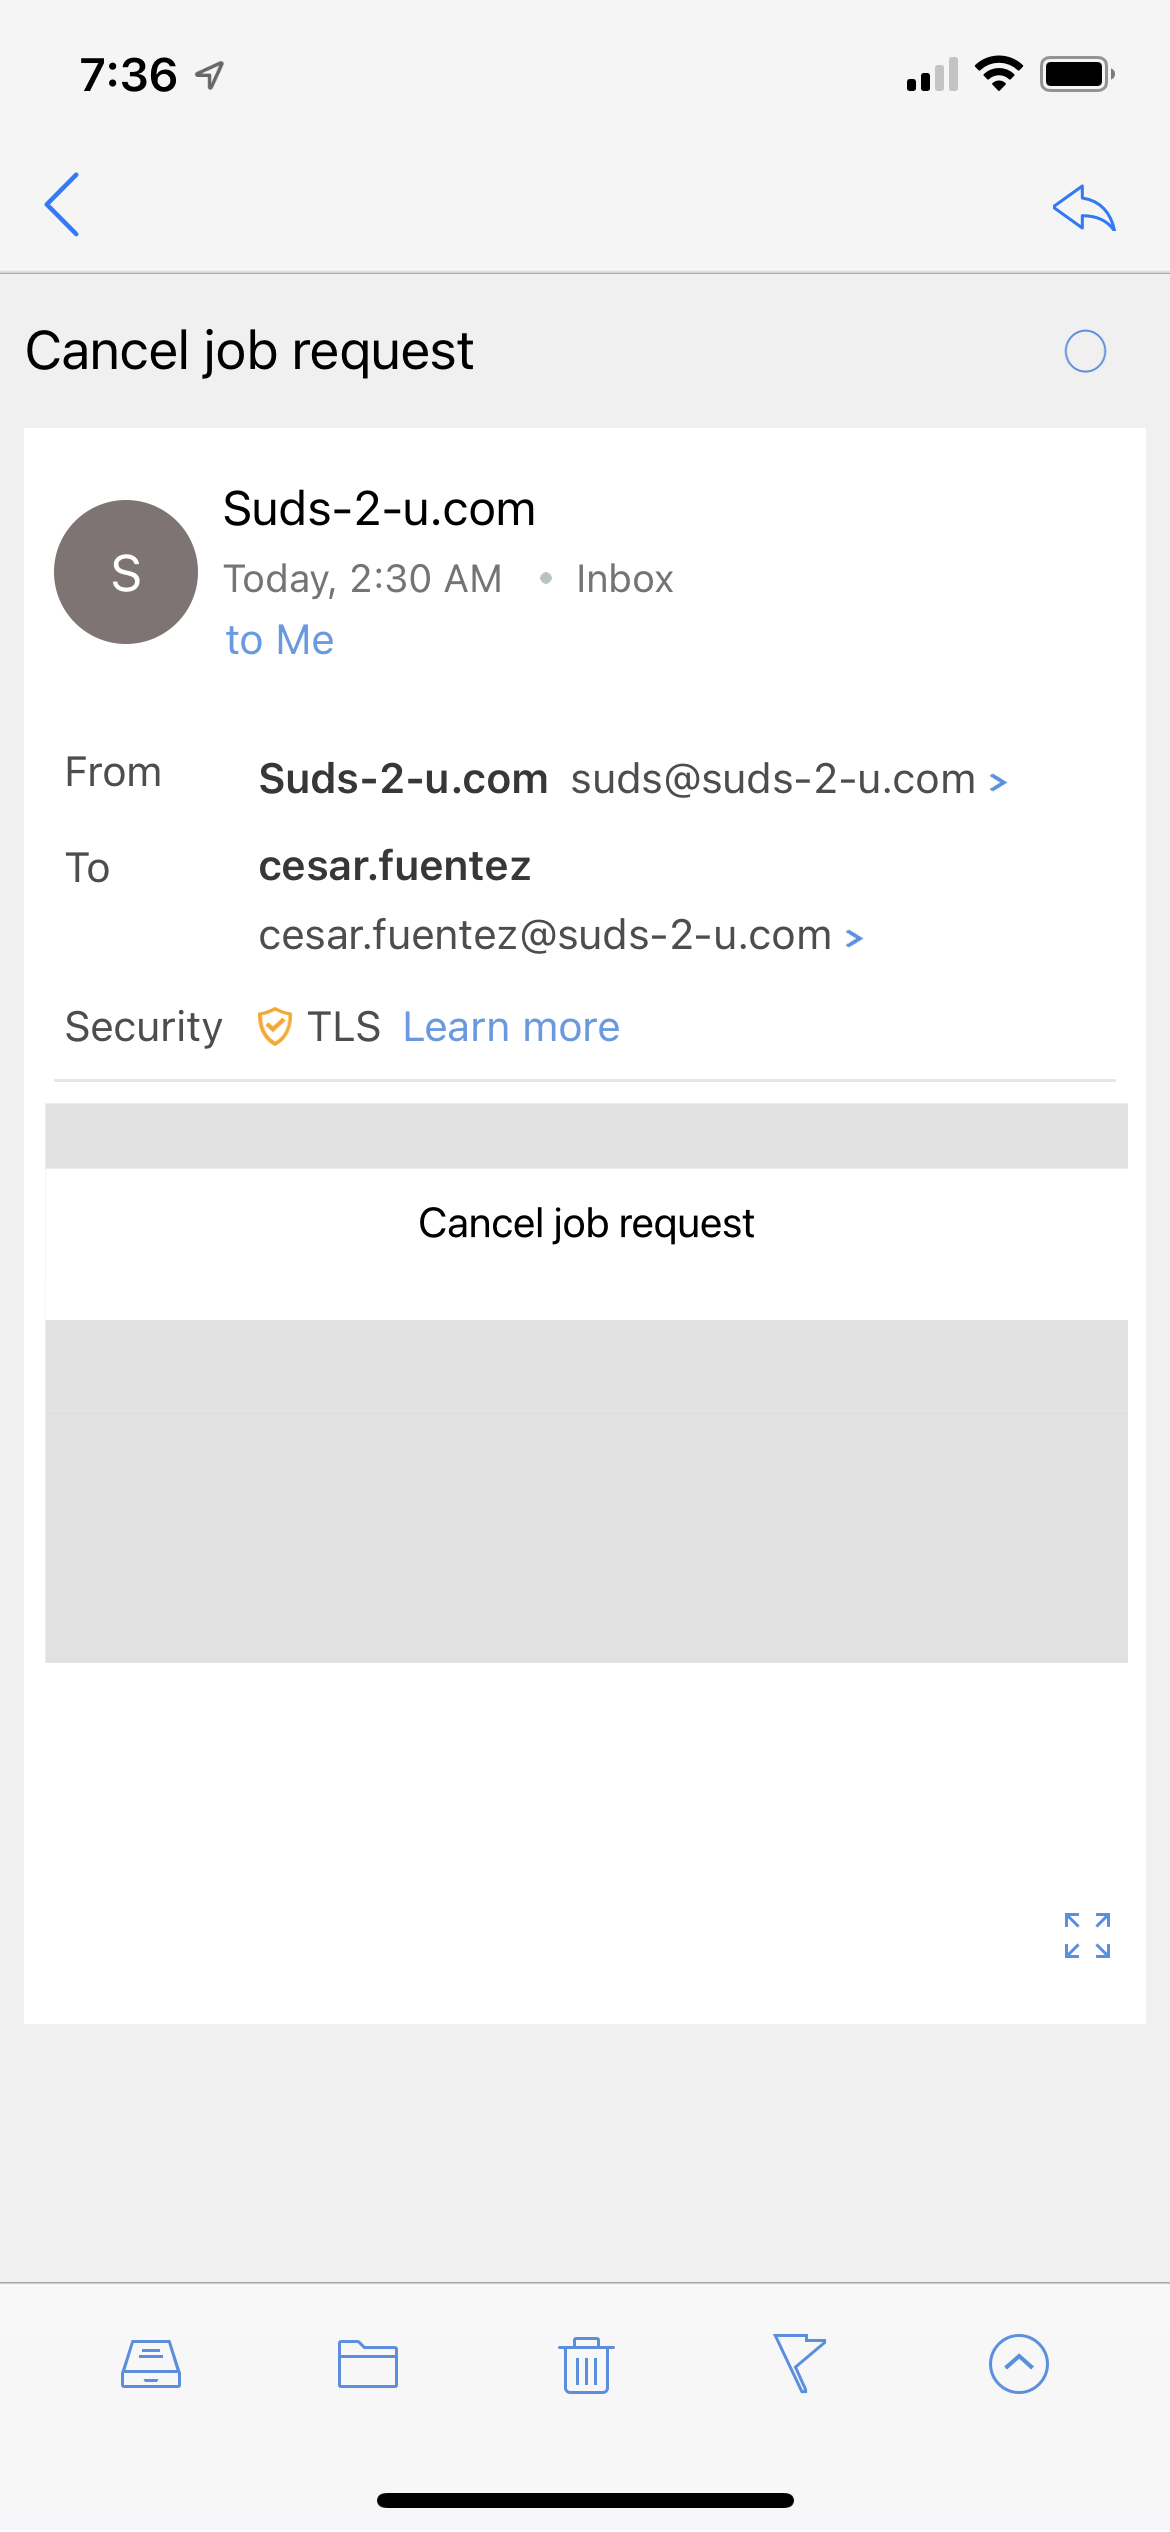 7:36
Cancel job request
S
Suds-2-u.com
Today, 2:30 AM • Inbox
to Me
From Suds-2-u.com suds@suds-2-u.com >
To cesar.fuentez
cesar.fuentez@suds-2-u.com >
Security TLS Learn more
Cancel job request